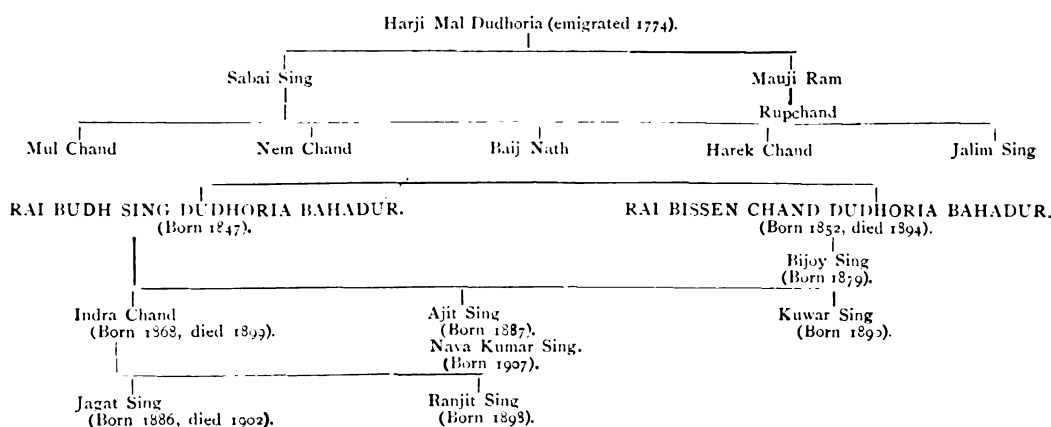 Harji Mal Dudhoria (emigrated 1774).
Sabai Sing Mauji Ram
Rupchand
Mul Chand Nem Chand Baij Nath Harek Chand Jalim Sing
RAI BUDH SING DUDHORIA BAHADUR. RAI BISSEN CHAND DUDHORIA BAHADUR.
(Born 1847). (Born 1852, died 1894).
Bijoy Sing
(Born 1879).
Indra Chand Ajit Sing Kuwar Sing
(Born 1868, died 1899). (Born 1887). (Born 1890).
Nava Kumar Sing.
(Born 1907).
Jagat Sing Ranjit Sing
(Born 1886, died 1902). (Born 1898).